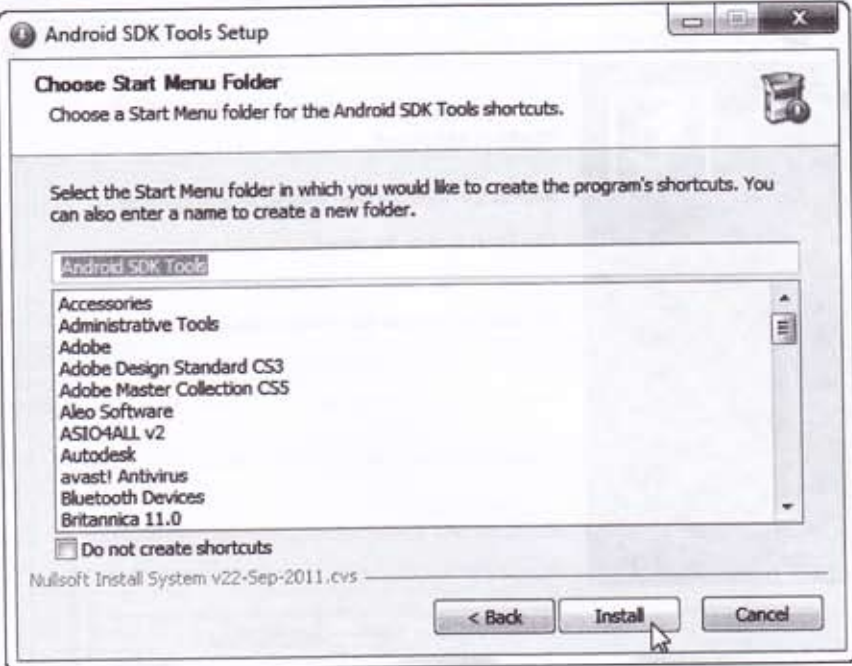 Android SDK Tools Setup
Choose Start Menu Folder
Choose a Start Menu folder for the Android SDK Tools shortcuts.
Select the Start Menu folder in which you would like to create the program's shortcuts. You
can also enter a name to create a new folder.
Android SDK Tools
Accessories
Administrative Tools
Adobe
Adobe Design Standard CS3
Adobe Master Collection CS5
Aleo Software
ASIO4ALL v2
Autodesk
avast! Antivirus
Bluetooth Devices
Britannica 11.0
Do not create shortcuts
Nullsoft Install System v22-Sep-2011.cvs
< Back Install Cancel